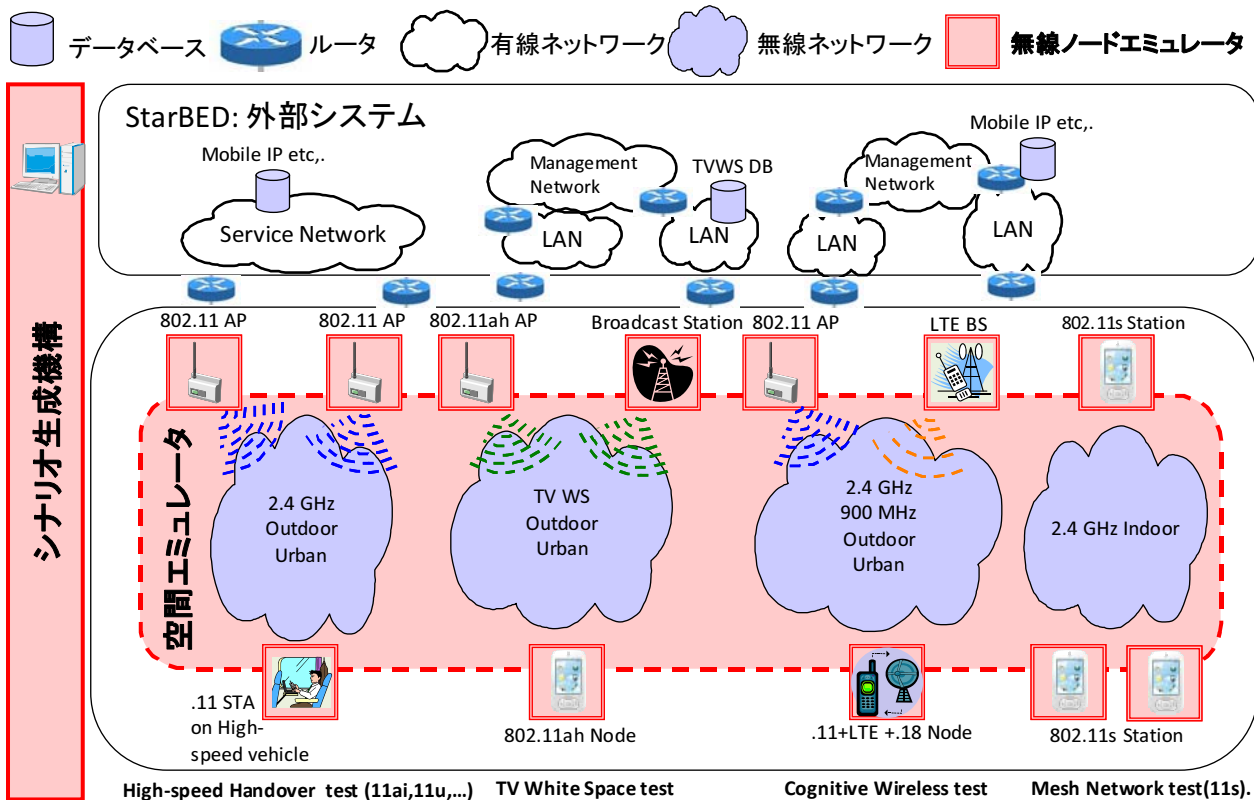 データベース
ルータ
有線ネットワーク
無線ネットワーク
無線ノードエミュレータ
シナリオ生成機構
StarBED: 外部システム
Mobile IP etc,.
Service Network
Management
Network
LAN
TVWS DB
LAN
Management
Network
LAN
Mobile IP etc,.
LAN
802.11 AP
802.11 AP
802.11ah AP
Broadcast Station
802.11 AP
LTE BS
802.11s Station
空間エミュレータ
2.4 GHz
Outdoor
Urban
TV WS
Outdoor
Urban
2.4 GHz
900 MHz
Outdoor
Urban
2.4 GHz Indoor
.11 STA
on High-
speed vehicle
802.11ah Node
.11+LTE +.18 Node
802.11s Station
High-speed Handover test (11ai,11u,...)
TV White Space test
Cognitive Wireless test
Mesh Network test(11s).